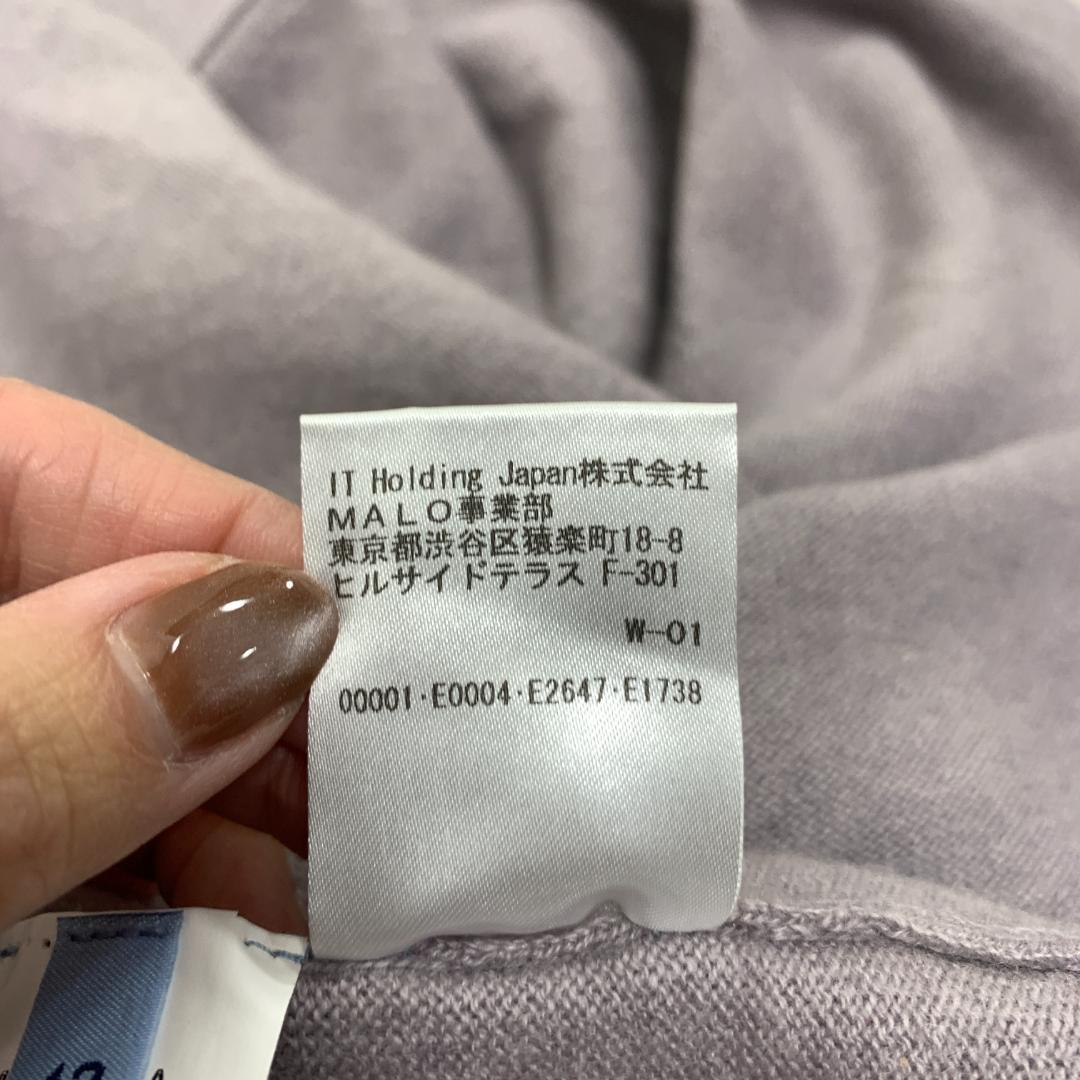 IT Holding Japan株式会社
MALO事業部
東京都渋谷区猿楽町18-8
ヒルサイドテラス F-301
W-01
00001·E0004·E2647·E1738